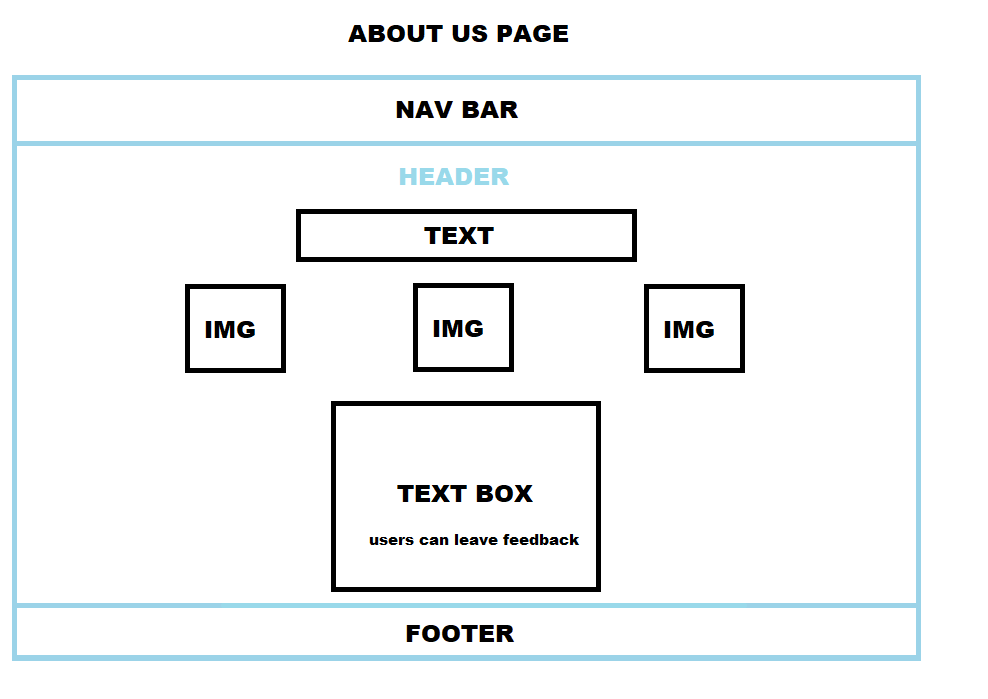 ABOUT US PAGE
NAV BAR
HEADER
TEXT
IMG
IMG
IMG
TEXT BOX
users can leave feedback
FOOTER